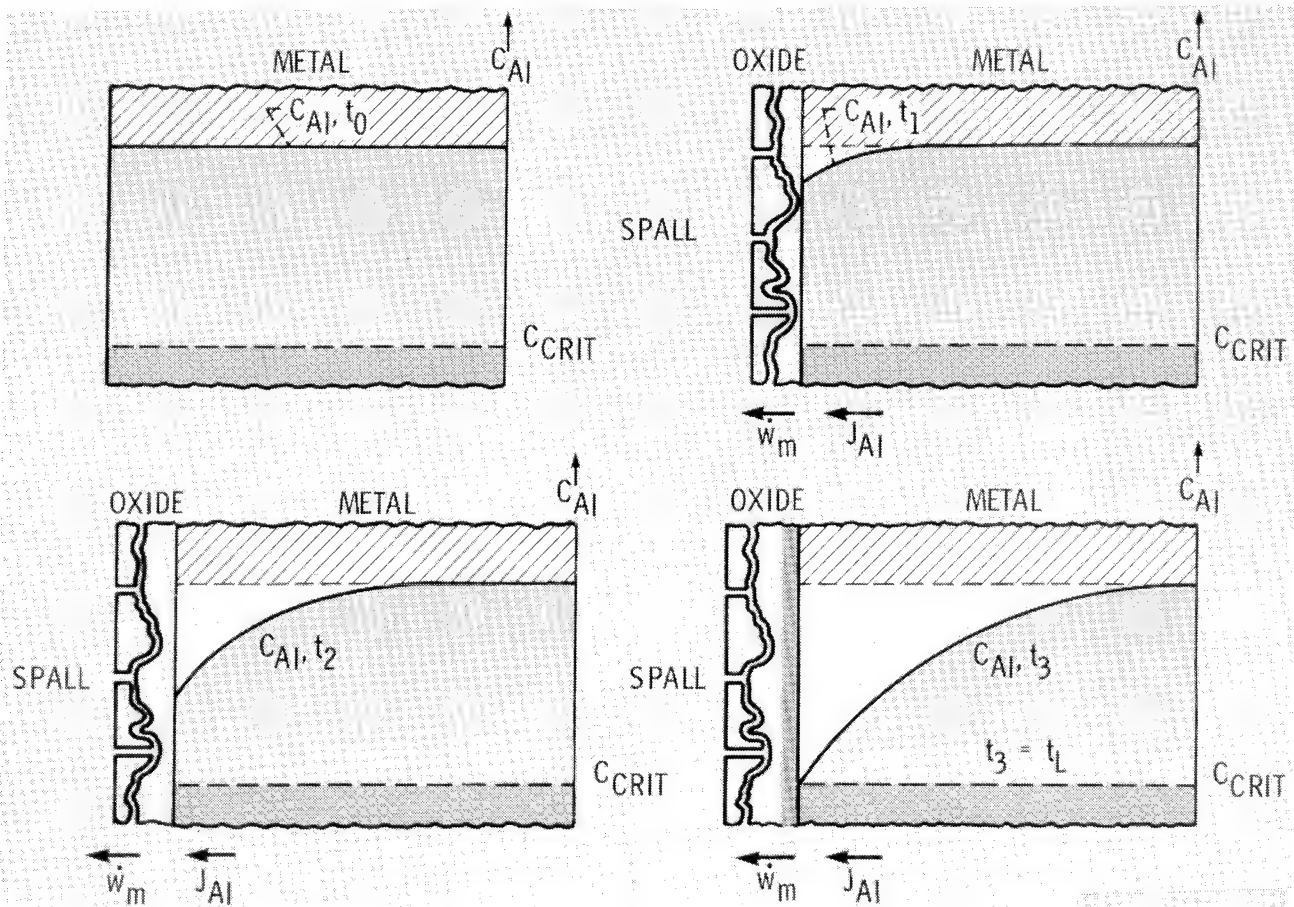 METAL
C_Al
C_Al, t_0
C_CRIT
OXIDE
METAL
C_Al
C_Al, t_1
SPALL
C_CRIT
ẇ_m
J_Al
OXIDE
METAL
C_Al
C_Al, t_2
SPALL
C_CRIT
ẇ_m
J_Al
OXIDE
METAL
C_Al
C_Al, t_3
SPALL
t_3 = t_L
C_CRIT
ẇ_m
J_Al